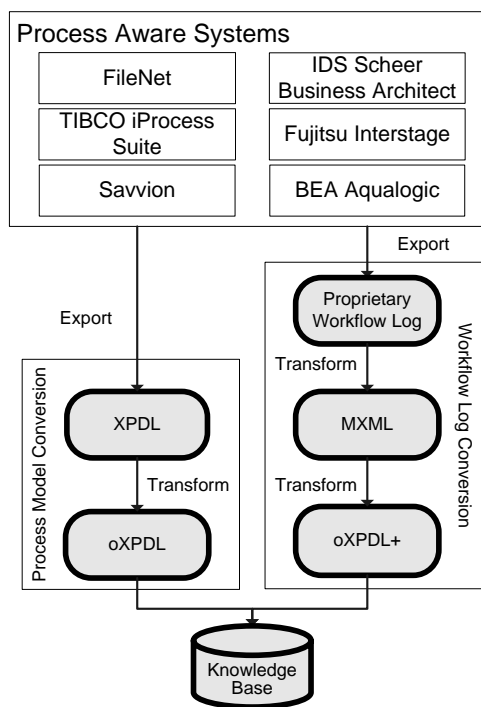 Process Aware Systems
FileNet
IDS Scheer
Business Architect
TIBCO iProcess
Suite
Fujitsu Interstage
Savvion
BEA Aqualogic
Export
Export
Proprietary
Workflow Log
Transform
Process Model Conversion
Workflow Log Conversion
XPDL
MXML
Transform
Transform
oXPDL
oXPDL+
Knowledge
Base